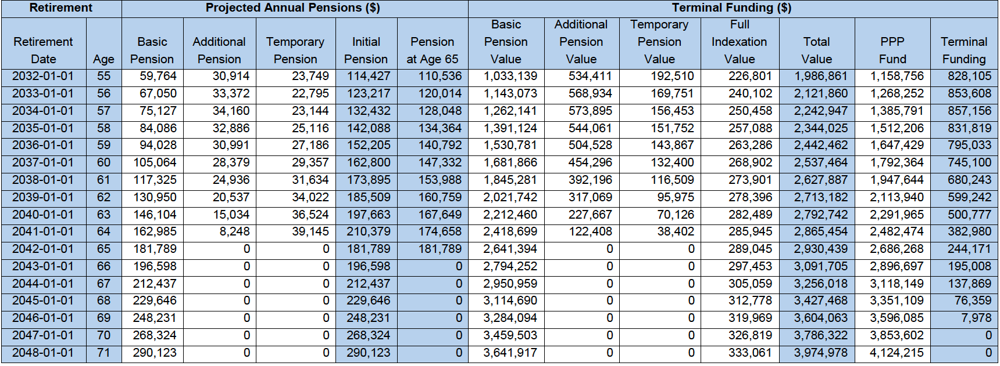 Retirement Projected Annual Pensions ($) Terminal Funding ($)
Basic Additional Temporary Full
Retirement Basic Additional Temporary Initial Pension Pension Pension Pension Indexation Total PPP Terminal
Date Age Pension Pension Pension Pension at Age 65 Value Value Value Value Value Fund Funding
2032-01-01 55 59,764 30,914 23,749 114,427 110,536 1,033,139 534,411 192,510 226,801 1,986,861 1,158,756 828,105
2033-01-01 56 67,050 33,372 22,795 123,217 120,014 1,143,073 568,934 169,751 240,102 2,121,860 1,268,252 853,608
2034-01-01 57 75,127 34,160 23,144 132,432 128,048 1,262,141 573,895 156,453 250,458 2,242,947 1,385,791 857,156
2035-01-01 58 84,086 32,886 25,116 142,088 134,364 1,391,124 544,061 151,752 257,088 2,344,025 1,512,206 831,819
2036-01-01 59 94,028 30,991 27,186 152,205 140,792 1,530,781 504,528 143,867 263,286 2,442,462 1,647,429 795,033
2037-01-01 60 105,064 28,379 29,357 162,800 147,332 1,681,866 454,296 132,400 268,902 2,537,464 1,792,364 745,100
2038-01-01 61 117,325 24,936 31,634 173,895 153,988 1,845,281 392,196 116,509 273,901 2,627,887 1,947,644 680,243
2039-01-01 62 130,950 20,537 34,022 185,509 160,759 2,021,742 317,069 95,975 278,396 2,713,182 2,113,940 599,242
2040-01-01 63 146,104 15,034 36,524 197,663 167,649 2,212,460 227,667 70,126 282,489 2,792,742 2,291,965 500,777
2041-01-01 64 162,985 8,248 39,145 210,379 174,658 2,418,699 122,408 38,402 285,945 2,865,454 2,482,474 382,980
2042-01-01 65 181,789 0 0 181,789 181,789 2,641,394 0 0 289,045 2,930,439 2,686,268 244,171
2043-01-01 66 196,598 0 0 196,598 0 2,794,252 0 0 297,453 3,091,705 2,896,697 195,008
2044-01-01 67 212,437 0 0 212,437 0 2,950,959 0 0 305,059 3,256,018 3,118,149 137,869
2045-01-01 68 229,646 0 0 229,646 0 3,114,690 0 0 312,778 3,427,468 3,351,109 76,359
2046-01-01 69 248,231 0 0 248,231 0 3,284,094 0 0 319,969 3,604,063 3,596,085 7,978
2047-01-01 70 268,324 0 0 268,324 0 3,459,503 0 0 326,819 3,786,322 3,853,602 0
2048-01-01 71 290,123 0 0 290,123 0 3,641,917 0 0 333,061 3,974,978 4,124,215 0